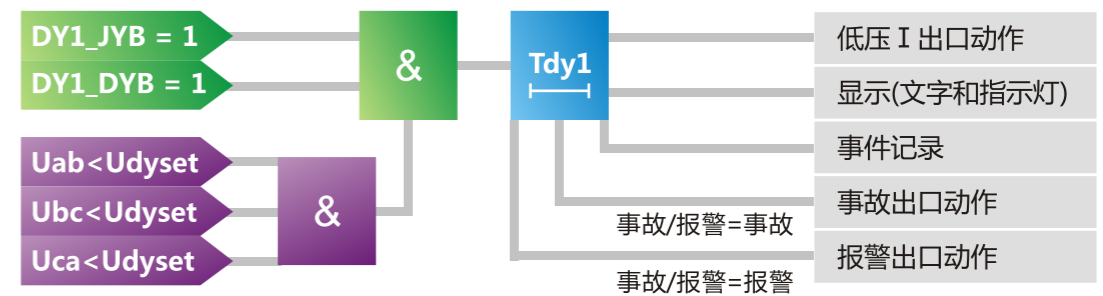 DY1_JYB = 1
DY1_DYB = 1
&
Uab<Udyset
Ubc<Udyset
Uca<Udyset
&
Tdy1
低压 I 出口动作
显示(文字和指示灯)
事件记录
事故出口动作
事故/报警=事故
报警出口动作
事故/报警=报警